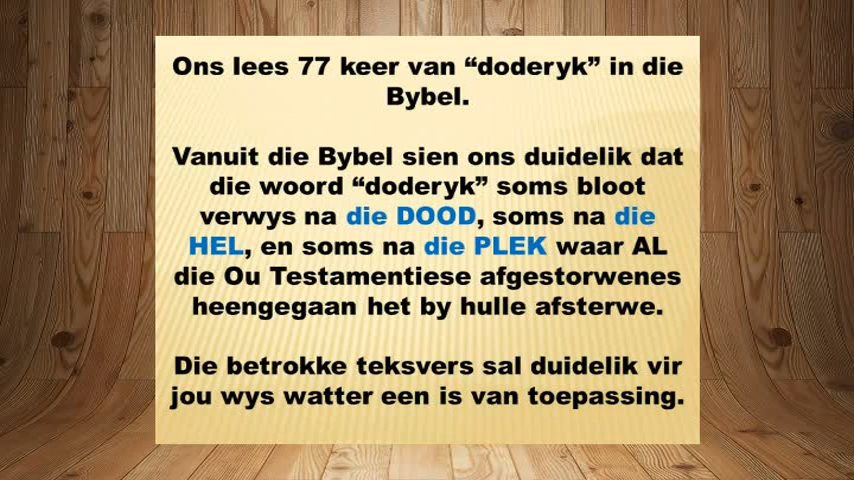 Ons lees 77 keer van “doderyk” in die
Bybel.
Vanuit die Bybel sien ons duidelik dat
die woord “doderyk” soms bloot
verwys na die DOOD, soms na die
HEL, en soms na die PLEK waar AL
die Ou Testamentiese afgestorwenes
heengegaan het by hulle afsterwe.
Die betrokke teksvers sal duidelik vir
jou wys watter een is van toepassing.